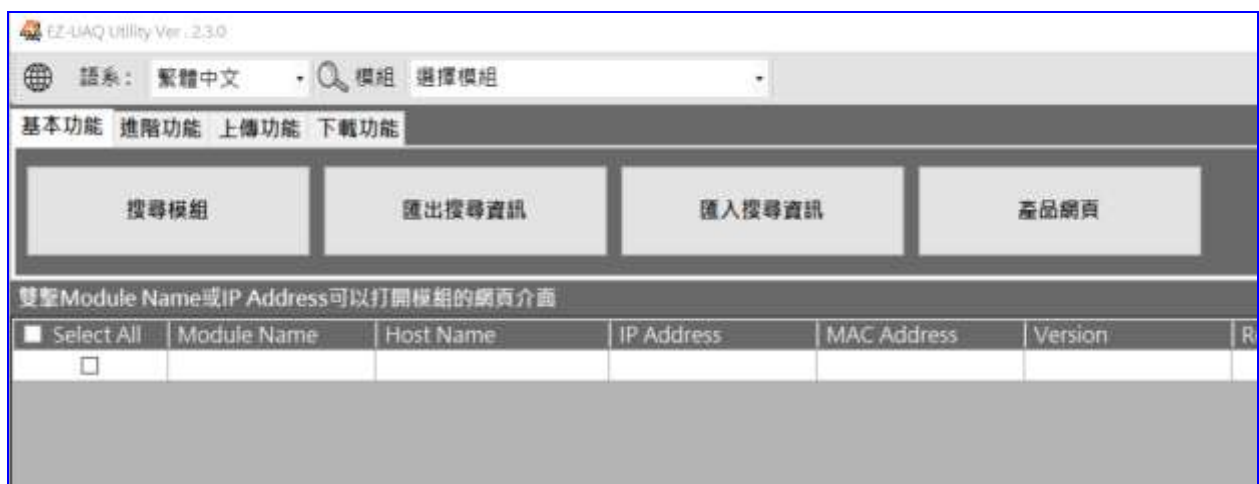 EZ-UAQ Utility Ver. 2.3.0
語系： 繁體中文 模組 選擇模組
基本功能 進階功能 上傳功能 下載功能
搜尋模組 匯出搜尋資訊 匯入搜尋資訊 產品網頁
雙擊Module Name或IP Address可以打開模組的網頁介面
Select All Module Name Host Name IP Address MAC Address Version R